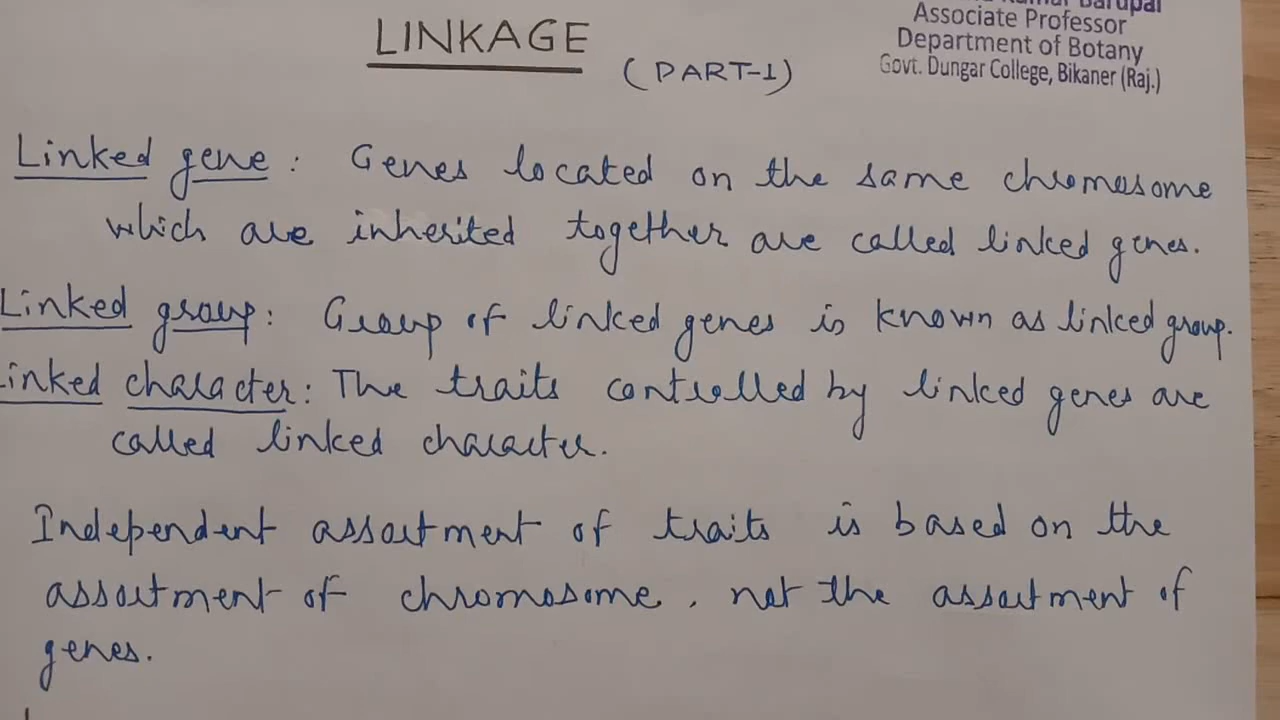 Associate Professor
Department of Botany
Govt. Dungar College, Bikaner (Raj.)
LINKAGE
(PART-1)
Linked gene: Genes located on the same chromosome
which are inherited together are called linked genes.
Linked group: Group of linked genes is known as linked group.
Linked character: The traits controlled by linked genes are
called linked character.
Independent assortment of traits is based on the
assortment of chromosome, not the assortment of
genes.